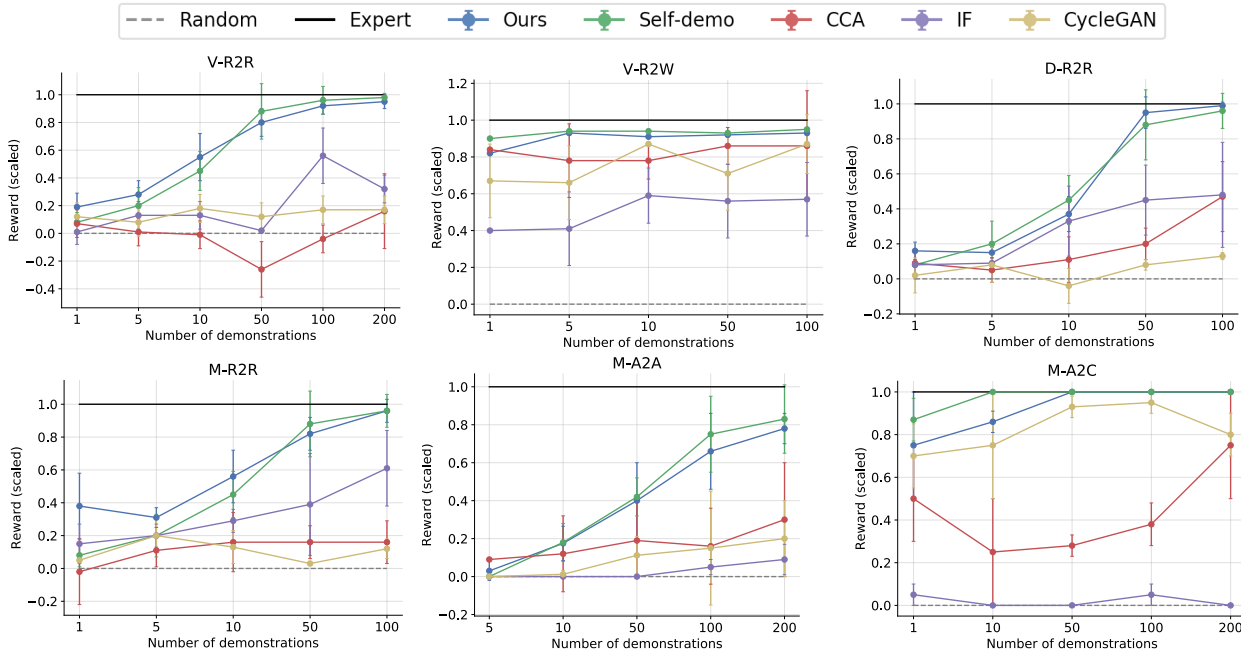 Random Expert Ours Self-demo CCA IF CycleGAN
V-R2R
Reward (scaled)
1.0
0.8
0.6
0.4
0.2
0.0
−0.2
−0.4
1 5 10 50 100 200
Number of demonstrations
V-R2W
Reward (scaled)
1.2
1.0
0.8
0.6
0.4
0.2
0.0
1 5 10 50 100
Number of demonstrations
D-R2R
Reward (scaled)
1.0
0.8
0.6
0.4
0.2
0.0
−0.2
1 5 10 50 100
Number of demonstrations
M-R2R
Reward (scaled)
1.0
0.8
0.6
0.4
0.2
0.0
−0.2
1 5 10 50 100
Number of demonstrations
M-A2A
Reward (scaled)
1.0
0.8
0.6
0.4
0.2
0.0
−0.2
5 10 50 100 200
Number of demonstrations
M-A2C
Reward (scaled)
1.0
0.8
0.6
0.4
0.2
0.0
1 10 50 100 200
Number of demonstrations